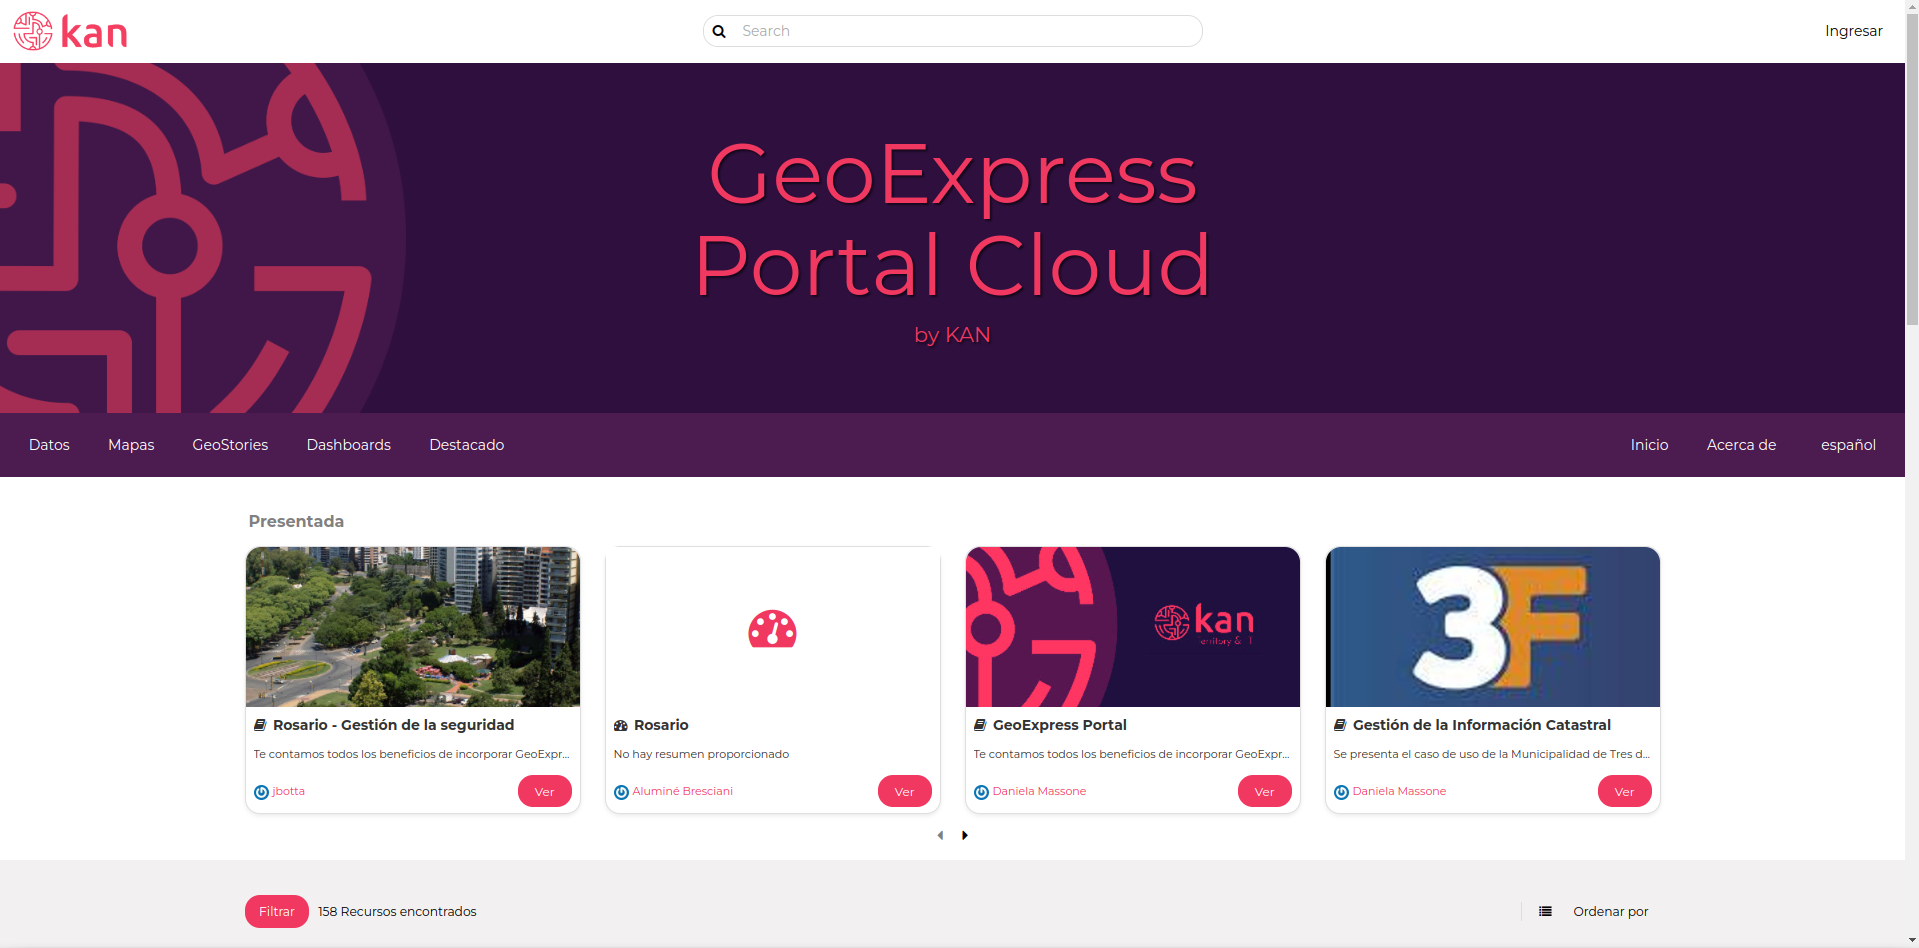 kan
Search
Ingresar
GeoExpress
Portal Cloud
by KAN
Datos
Mapas
GeoStories
Dashboards
Destacado
Inicio
Acerca de
español
Presentada
kan
Territory & IT
3F
Rosario - Gestión de la seguridad
Te contamos todos los beneficios de incorporar GeoExpr...
jbotta
Ver
Rosario
No hay resumen proporcionado
Aluminé Bresciani
Ver
GeoExpress Portal
Te contamos todos los beneficios de incorporar GeoExpr...
Daniela Massone
Ver
Gestión de la Información Catastral
Se presenta el caso de uso de la Municipalidad de Tres d...
Daniela Massone
Ver
Filtrar
158 Recursos encontrados
Ordenar por